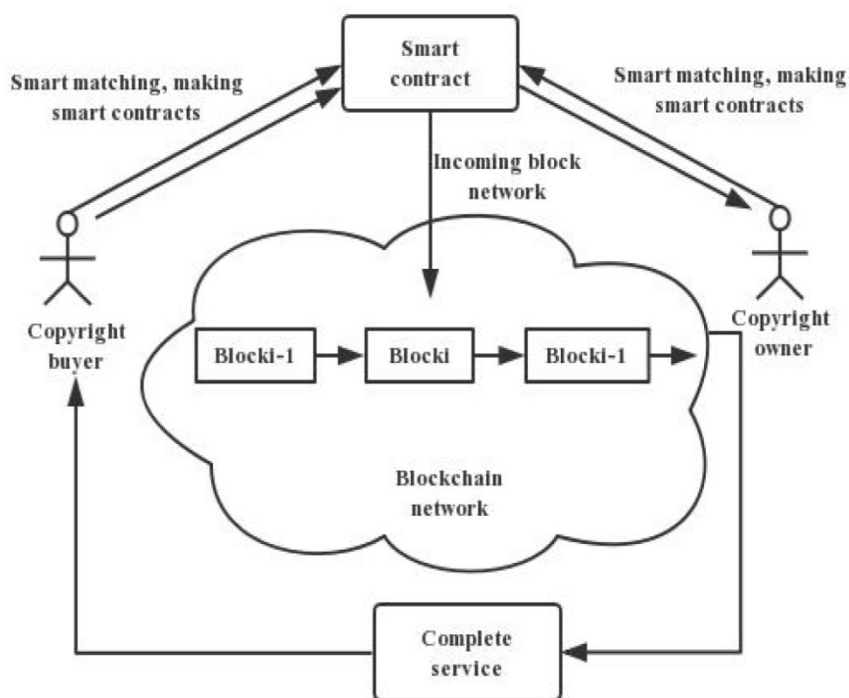 Smart
contract
Smart matching, making
smart contracts
Smart matching, making
smart contracts
Incoming block
network
Copyright
buyer
Copyright
owner
Blocki-1
Blocki
Blocki-1
Blockchain
network
Complete
service